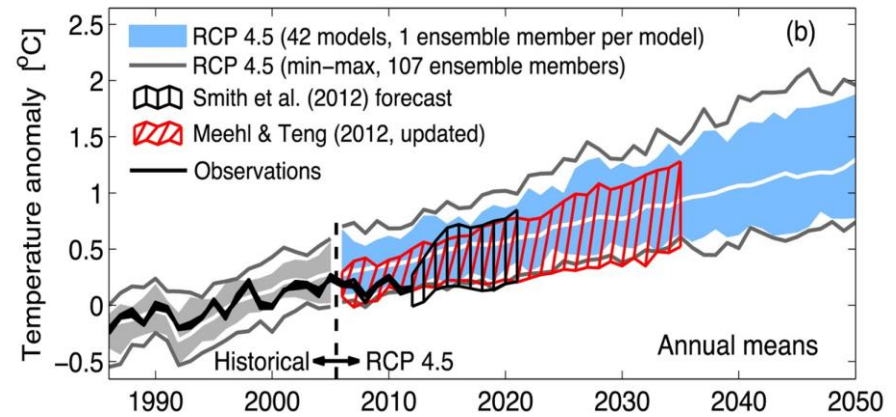 2.5
2
1.5
1
0.5
0
−0.5
Temperature anomaly [°C]
(b)
RCP 4.5 (42 models, 1 ensemble member per model)
RCP 4.5 (min-max, 107 ensemble members)
Smith et al. (2012) forecast
Meehl & Teng (2012, updated)
Observations
Historical RCP 4.5
Annual means
1990 2000 2010 2020 2030 2040 2050